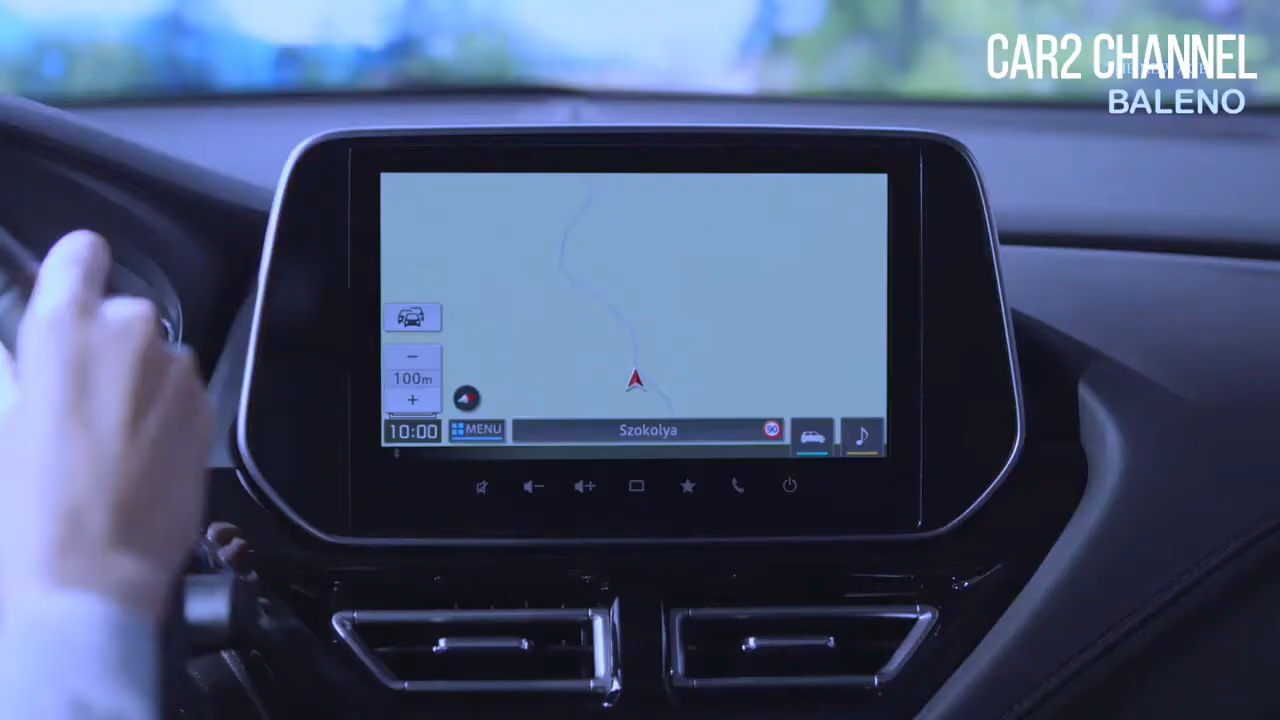 CAR2 CHANNEL
BALENO
−
100m
+
10:00
MENU
Szokolya
90